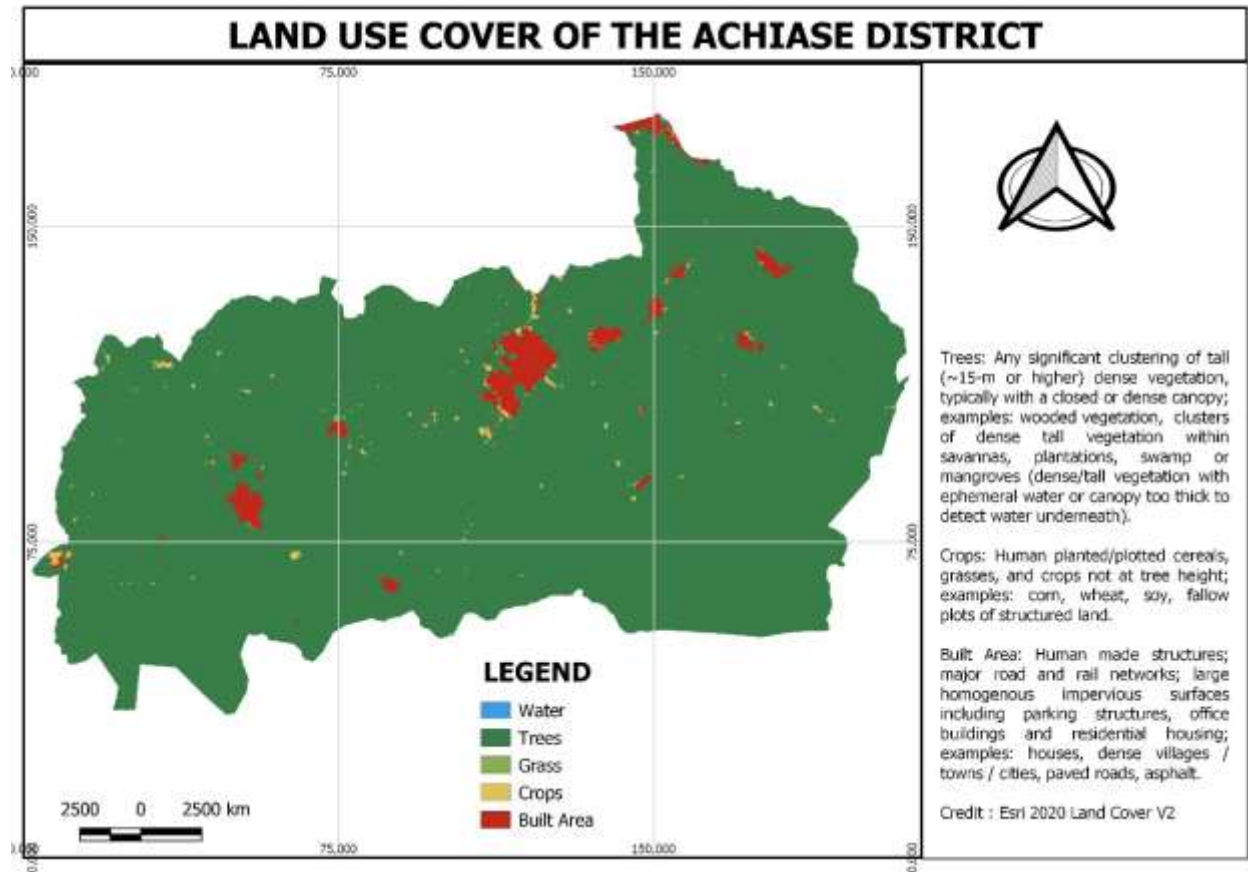 LAND USE COVER OF THE ACHIASE DISTRICT
75.000
150.000
150.000
150.000
75.000
75.000
LEGEND
Water
Trees
Grass
Crops
Built Area
2500 0 2500 km
75.000
150.000
Trees: Any significant clustering of tall
(~15-m or higher) dense vegetation,
typically with a closed or dense canopy;
examples: wooded vegetation, clusters
of dense tall vegetation within
savannas, plantations, swamp or
mangroves (dense/tall vegetation with
ephemeral water or canopy too thick to
detect water underneath).
Crops: Human planted/plotted cereals,
grasses, and crops not at tree height;
examples: corn, wheat, soy, fallow
plots of structured land.
Built Area: Human made structures;
major road and rail networks; large
homogenous impervious surfaces
including parking structures, office
buildings and residential housing;
examples: houses, dense villages /
towns / cities, paved roads, asphalt.
Credit : Esri 2020 Land Cover V2